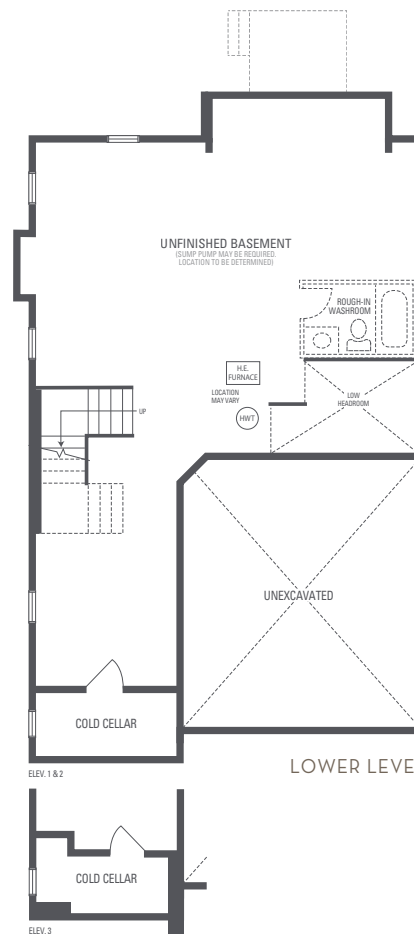 UNFINISHED BASEMENT
(SUMP PUMP MAY BE REQUIRED.
LOCATION TO BE DETERMINED)
ROUGH-IN
WASHROOM
H.E.
FURNACE
LOCATION
MAY VARY
HWT
LOW
HEADROOM
UP
UNEXCAVATED
COLD CELLAR
ELEV. 1 & 2
LOWER LEVE
COLD CELLAR
ELEV. 3